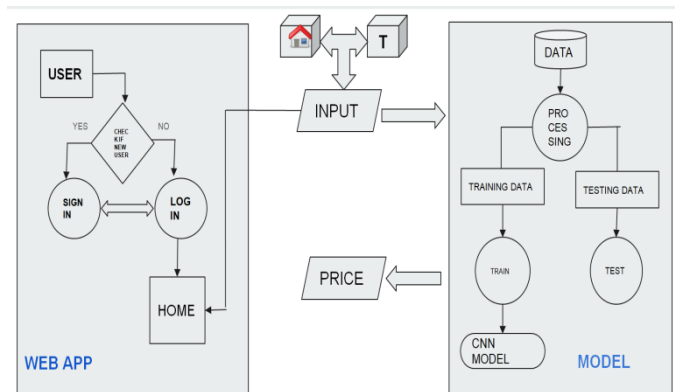 USER
YES
NO
CHEC
KIF
NEW
USER
SIGN
IN
LOG
IN
HOME
WEB APP
T
INPUT
PRICE
DATA
PRO
CES
SING
TRAINING DATA
TESTING DATA
TRAIN
TEST
CNN
MODEL
MODEL